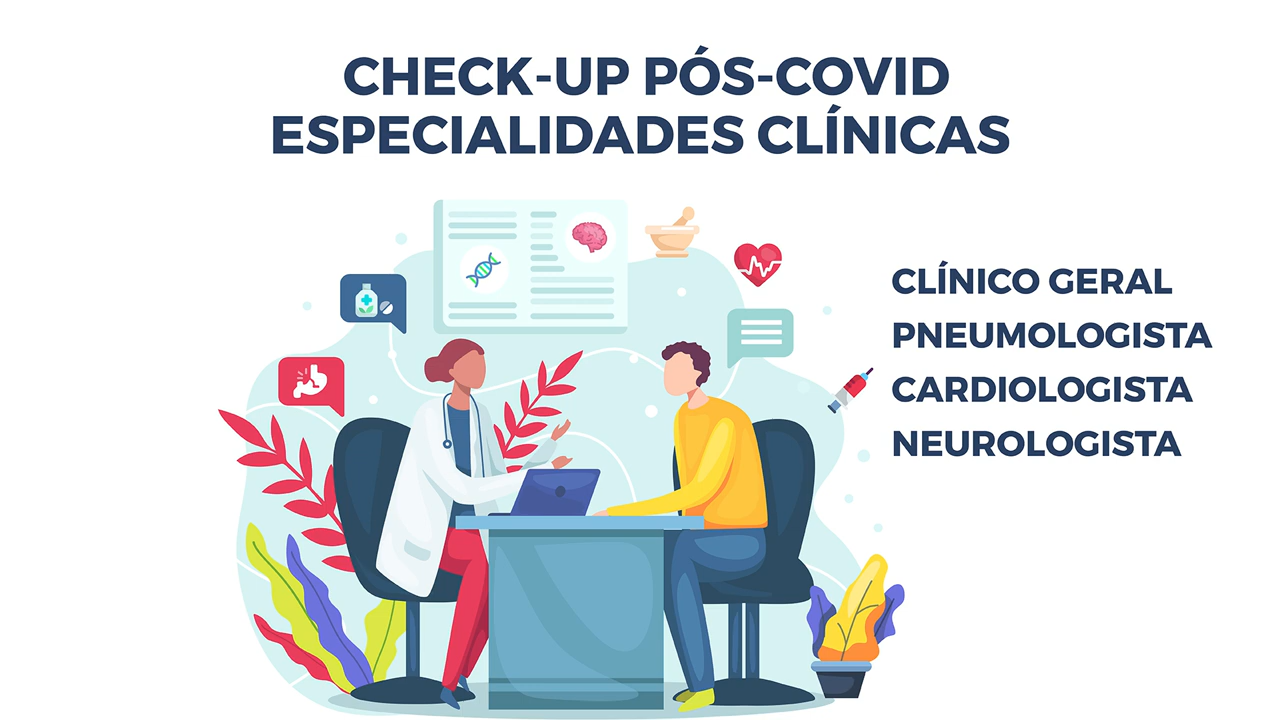 CHECK-UP PÓS-COVID
ESPECIALIDADES CLÍNICAS
CLÍNICO GERAL
PNEUMOLOGISTA
CARDIOLOGISTA
NEUROLOGISTA